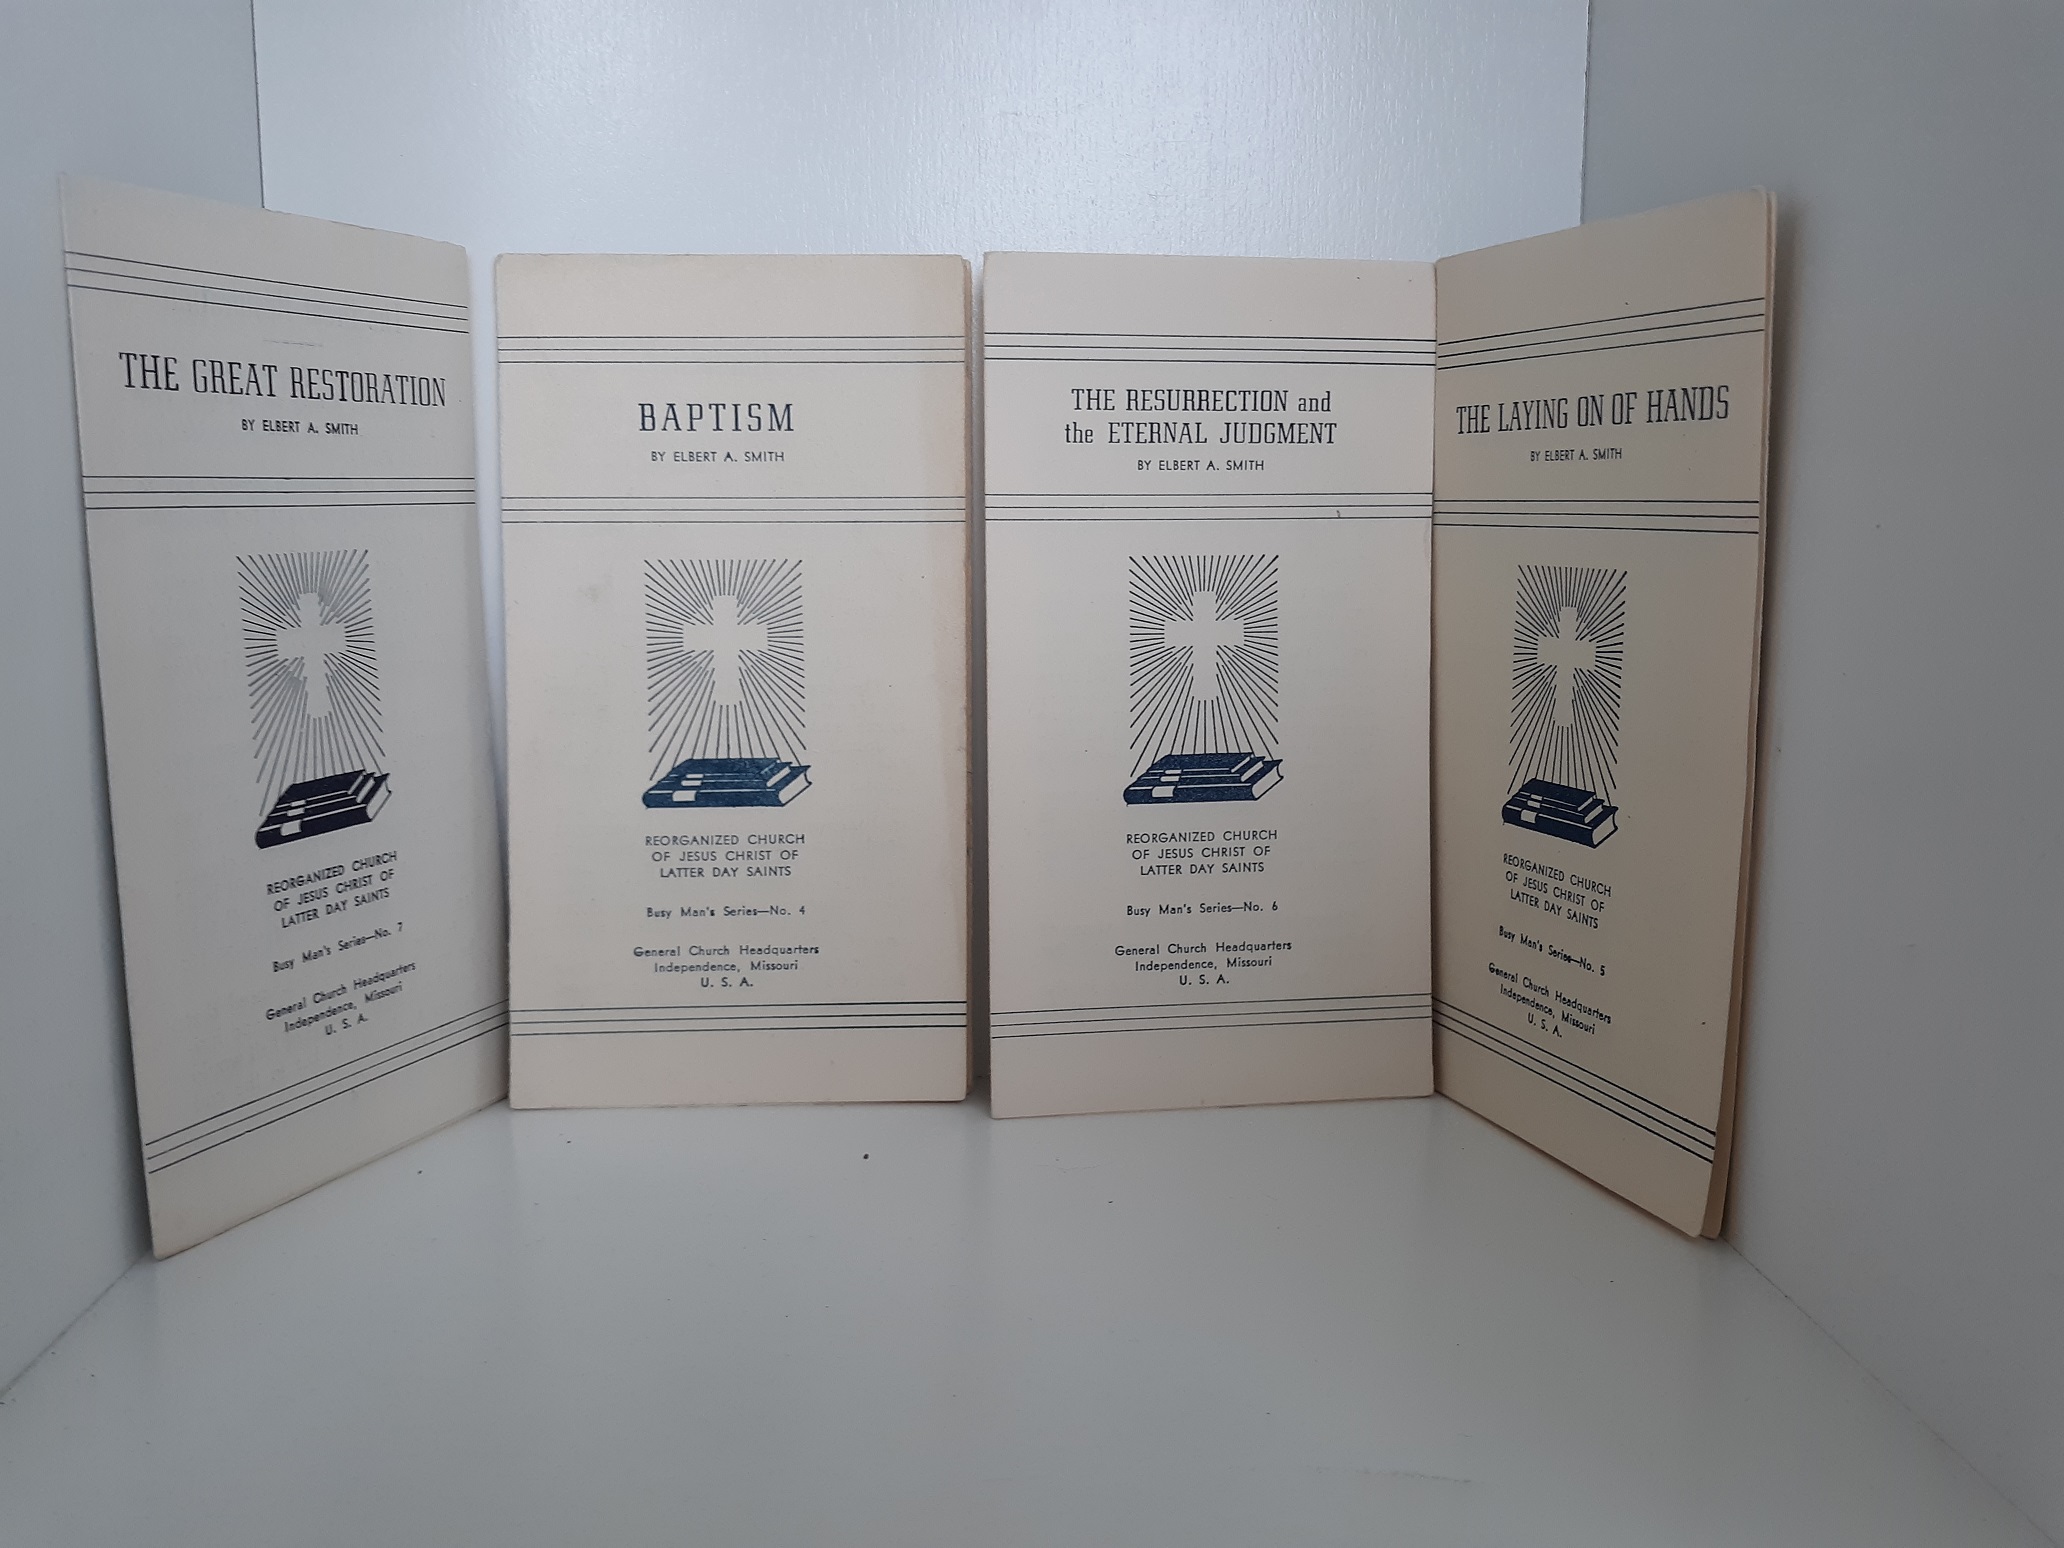 THE GREAT RESTORATION
BY ELBERT A. SMITH
REORGANIZED CHURCH
OF JESUS CHRIST OF
LATTER DAY SAINTS
Busy Man's Series—No. 7
General Church Headquarters
Independence, Missouri
U. S. A.
BAPTISM
BY ELBERT A. SMITH
REORGANIZED CHURCH
OF JESUS CHRIST OF
LATTER DAY SAINTS
Busy Man's Series—No. 4
General Church Headquarters
Independence, Missouri
U. S. A.
THE RESURRECTION and
the ETERNAL JUDGMENT
BY ELBERT A. SMITH
REORGANIZED CHURCH
OF JESUS CHRIST OF
LATTER DAY SAINTS
Busy Man's Series—No. 6
General Church Headquarters
Independence, Missouri
U. S. A.
THE LAYING ON OF HANDS
BY ELBERT A. SMITH
REORGANIZED CHURCH
OF JESUS CHRIST OF
LATTER DAY SAINTS
Busy Man's Series—No. 5
General Church Headquarters
Independence, Missouri
U. S. A.